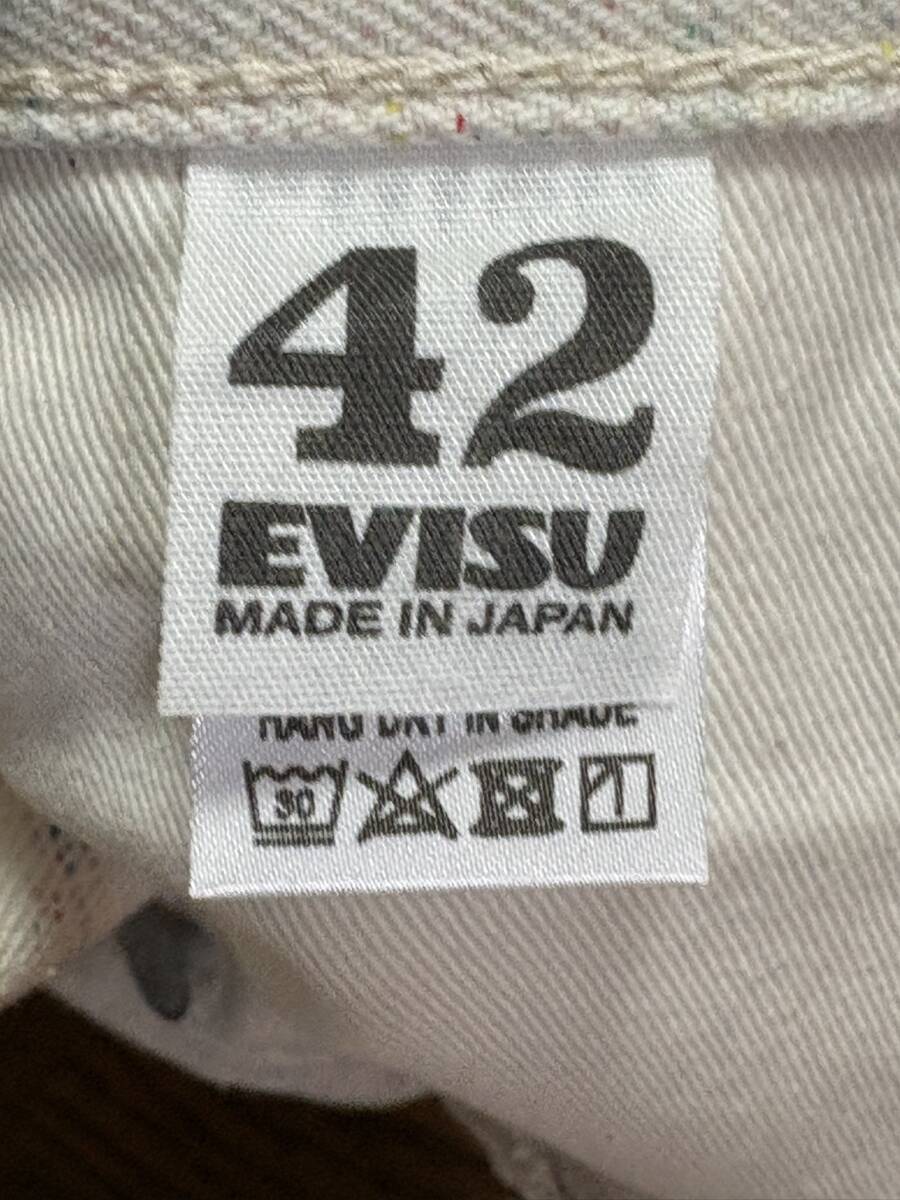 42
EVISU
MADE IN JAPAN
HANG DRY IN SHADE
30